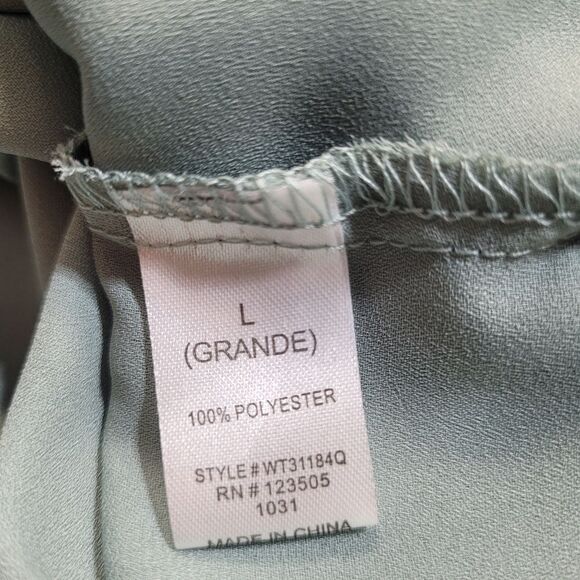 L
(GRANDE)
100% POLYESTER
STYLE # WT31184Q
RN # 123505
1031
MADE IN CHINA